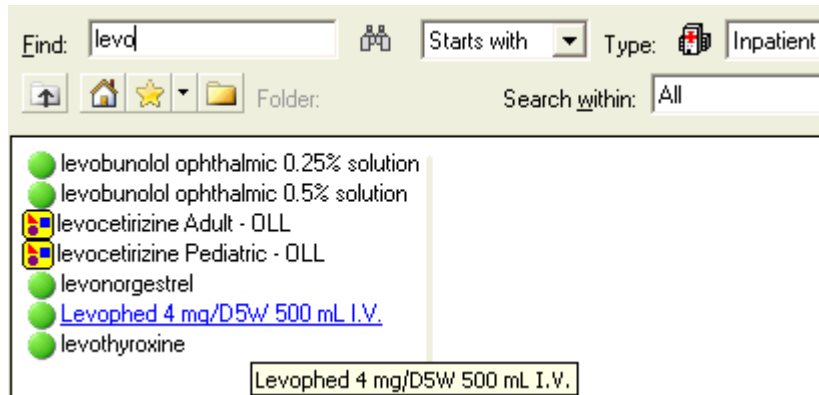 Find: levo Starts with Type: Inpatient
Folder: Search within: All
levobunolol ophthalmic 0.25% solution
levobunolol ophthalmic 0.5% solution
levocetirizine Adult - OLL
levocetirizine Pediatric - OLL
levonorgestrel
Levophed 4 mg/D5W 500 mL I.V.
levothyroxine
Levophed 4 mg/D5W 500 mL I.V.